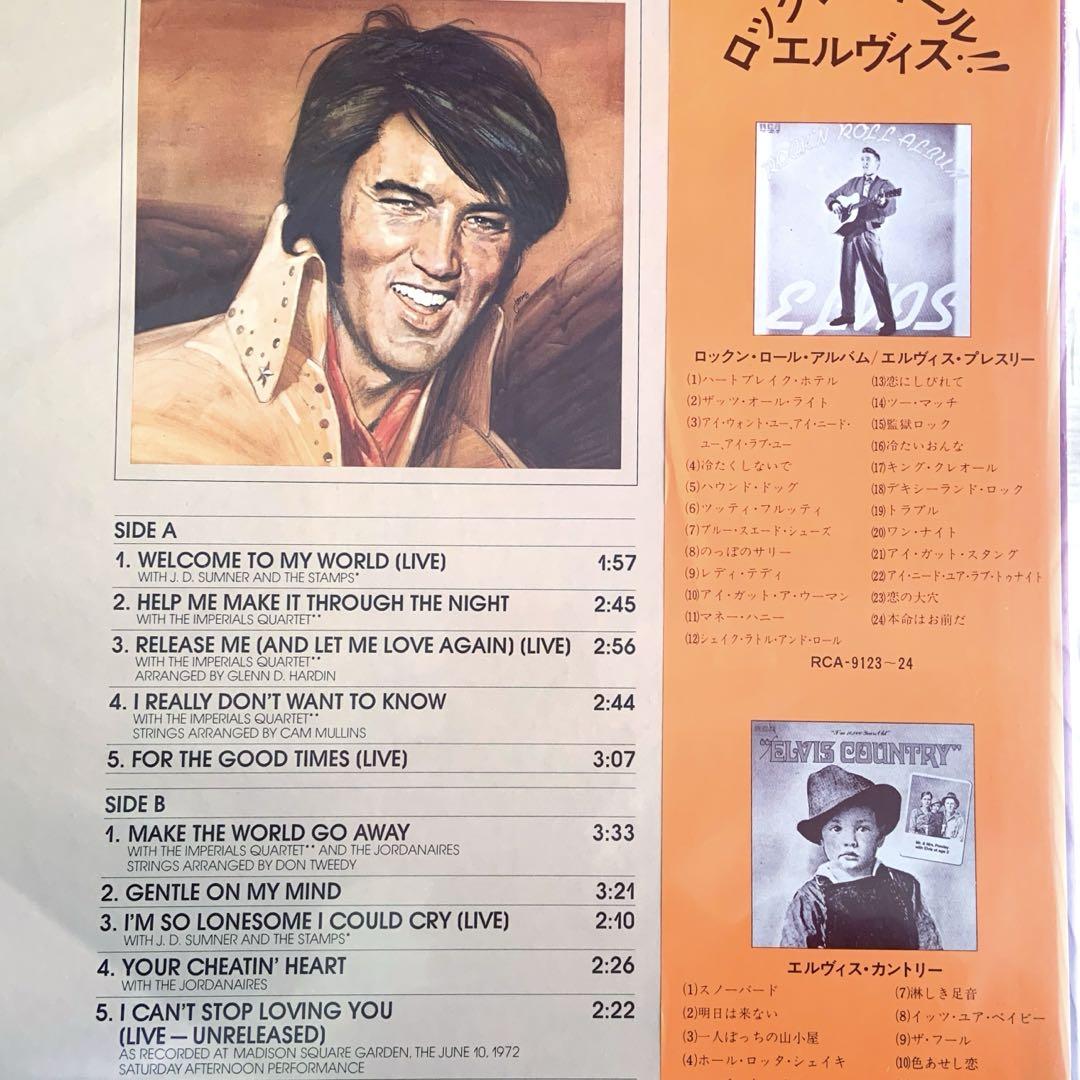 SIDE A
1. WELCOME TO MY WORLD (LIVE) 1:57
WITH J. D. SUMNER AND THE STAMPS*
2. HELP ME MAKE IT THROUGH THE NIGHT 2:45
WITH THE IMPERIALS QUARTET**
3. RELEASE ME (AND LET ME LOVE AGAIN) (LIVE) 2:56
WITH THE IMPERIALS QUARTET**
ARRANGED BY GLENN D. HARDIN
4. I REALLY DON'T WANT TO KNOW 2:44
WITH THE IMPERIALS QUARTET**
STRINGS ARRANGED BY CAM MULLINS
5. FOR THE GOOD TIMES (LIVE) 3:07
SIDE B
1. MAKE THE WORLD GO AWAY 3:33
WITH THE IMPERIALS QUARTET** AND THE JORDANAIRES
STRINGS ARRANGED BY DON TWEEDY
2. GENTLE ON MY MIND 3:21
3. I'M SO LONESOME I COULD CRY (LIVE) 2:10
WITH J. D. SUMNER AND THE STAMPS*
4. YOUR CHEATIN' HEART 2:26
WITH THE JORDANAIRES
5. I CAN'T STOP LOVING YOU 2:22
(LIVE — UNRELEASED)
AS RECORDED AT MADISON SQUARE GARDEN, THE JUNE 10, 1972
SATURDAY AFTERNOON PERFORMANCE
エルヴィス!!
RCA
ROCK'N ROLL ALBUM
ELVIS
ロックン・ロール・アルバム/エルヴィス・プレスリー
(1)ハートブレイク・ホテル
(2)ザッツ・オール・ライト
(3)アイ・ウォント・ユー、アイ・ニード・
ユー、アイ・ラブ・ユー
(4)冷たくしないで
(5)ハウンド・ドッグ
(6)ツッティ・フルッティ
(7)ブルー・スエード・シューズ
(8)のっぽのサリー
(9)レディ・テディ
(10)アイ・ガット・ア・ウーマン
(11)マネー・ハニー
(12)シェイク・ラトル・アンド・ロール
(13)恋にしびれて
(14)ツー・マッチ
(15)監獄ロック
(16)冷たいおんな
(17)キング・クレオール
(18)デキシーランド・ロック
(19)トラブル
(20)ワン・ナイト
(21)アイ・ガット・スタング
(22)アイ・ニード・ユア・ラブ・トゥナイト
(23)恋の大穴
(24)本命はお前だ
RCA-9123～24
"I'm 10,000 Years Old"
"ELVIS COUNTRY"
Mr. & Mrs. Presley
with Elvis at age 2
エルヴィス・カントリー
(1)スノーバード
(2)明日は来ない
(3)一人ぼっちの山小屋
(4)ホール・ロッタ・シェイキ
(7)淋しき足音
(8)イッツ・ユア・ベイビー
(9)ザ・フール
(10)色あせし恋